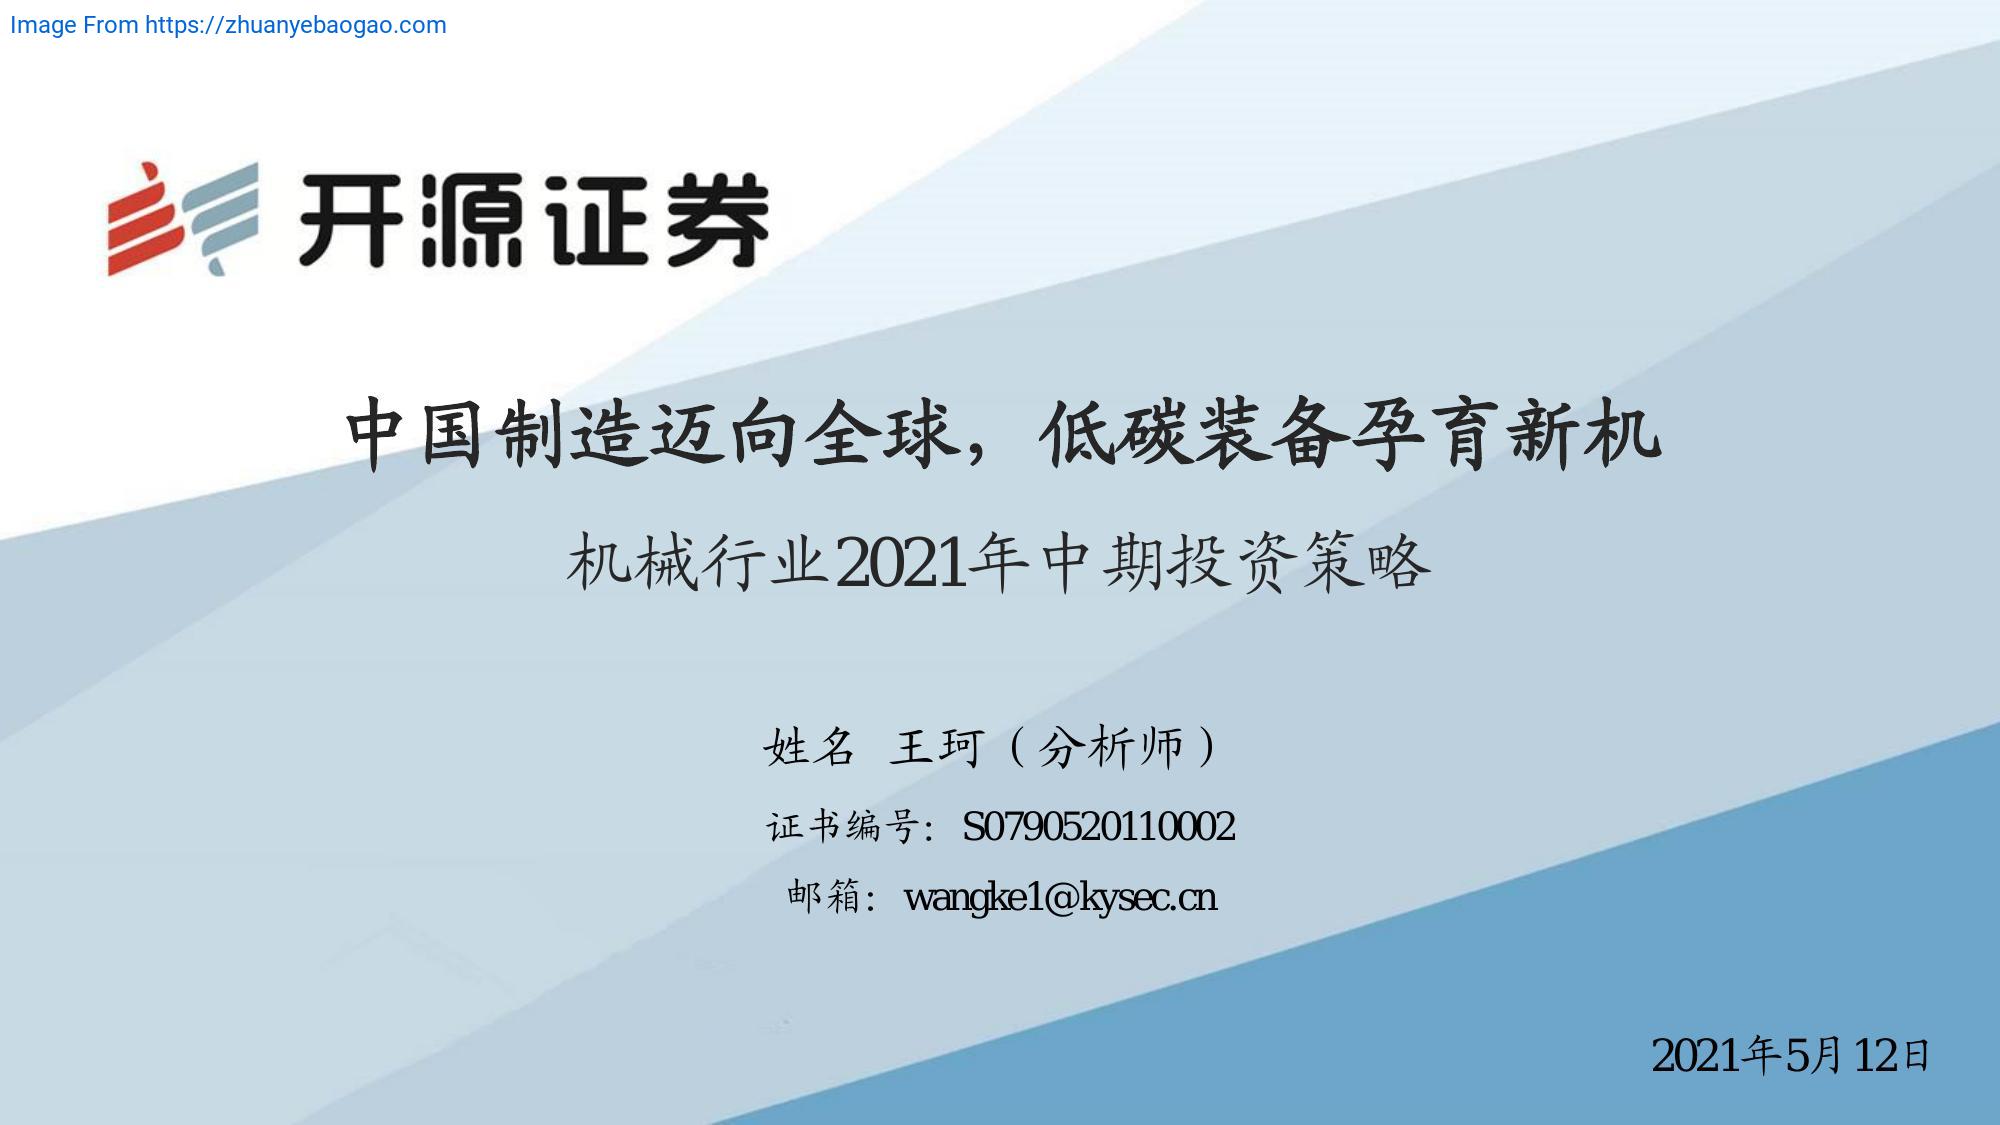 Image From https://zhuanyebaogao.com
开源证券
中国制造迈向全球，低碳装备孕育新机
机械行业2021年中期投资策略
姓名 王珂（分析师）
证书编号：S0790520110002
邮箱：wangke1@kysec.cn
2021年5月12日